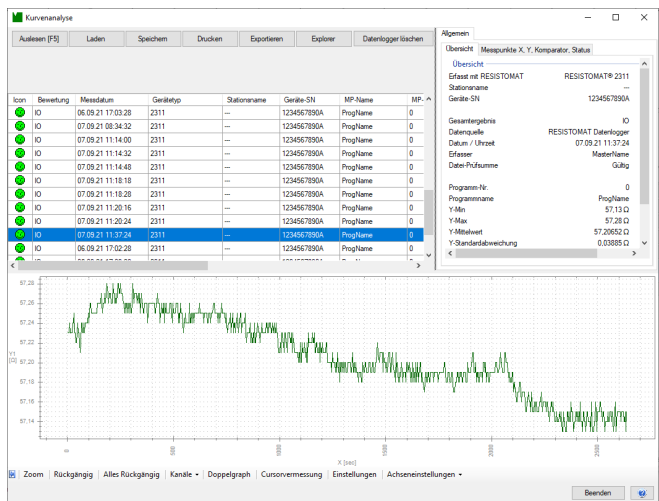 Kurvenanalyse
Auslesen [F5] Laden Speichern Drucken Exportieren Explorer Datenlogger löschen
Allgemein
Übersicht Messpunkte X, Y, Komparator, Status
Übersicht
Erfasst mit RESISTOMAT RESISTOMAT® 2311
Stationsname ---
Geräte-SN 1234567890A
Gesamtergebnis IO
Datenquelle RESISTOMAT Datenlogger
Datum / Uhrzeit 07.09.21 11:37:24
Erfasser MasterName
Datei-Prüfsumme Gültig
Programm-Nr. 0
Programmname ProgName
Y-Min 57,13 Ω
Y-Max 57,28 Ω
Y-Mittelwert 57,20652 Ω
Y-Standardabweichung 0,03885 Ω
Icon Bewertung Messdatum Gerätetyp Stationsname Geräte-SN MP-Name MP-
IO 06.09.21 17:03:28 2311 --- 1234567890A ProgName 0
IO 07.09.21 08:34:32 2311 --- 1234567890A ProgName 0
IO 07.09.21 11:14:00 2311 --- 1234567890A ProgName 0
IO 07.09.21 11:14:32 2311 --- 1234567890A ProgName 0
IO 07.09.21 11:14:48 2311 --- 1234567890A ProgName 0
IO 07.09.21 11:18:18 2311 --- 1234567890A ProgName 0
IO 07.09.21 11:18:28 2311 --- 1234567890A ProgName 0
IO 07.09.21 11:20:16 2311 --- 1234567890A ProgName 0
IO 07.09.21 11:20:24 2311 --- 1234567890A ProgName 0
IO 07.09.21 11:37:24 2311 --- 1234567890A ProgName 0
IO 06.09.21 17:02:28 2311 --- 1234567890A ProgName 0
57,28
57,26
57,24
57,22
57,20
57,18
57,16
57,14
Y1
[Ω]
0 500 1000 1500 2000 2500
X [sec]
Zoom Rückgängig Alles Rückgängig Kanäle Doppelgraph Cursorvermessung Einstellungen Achseneinstellungen
Beenden